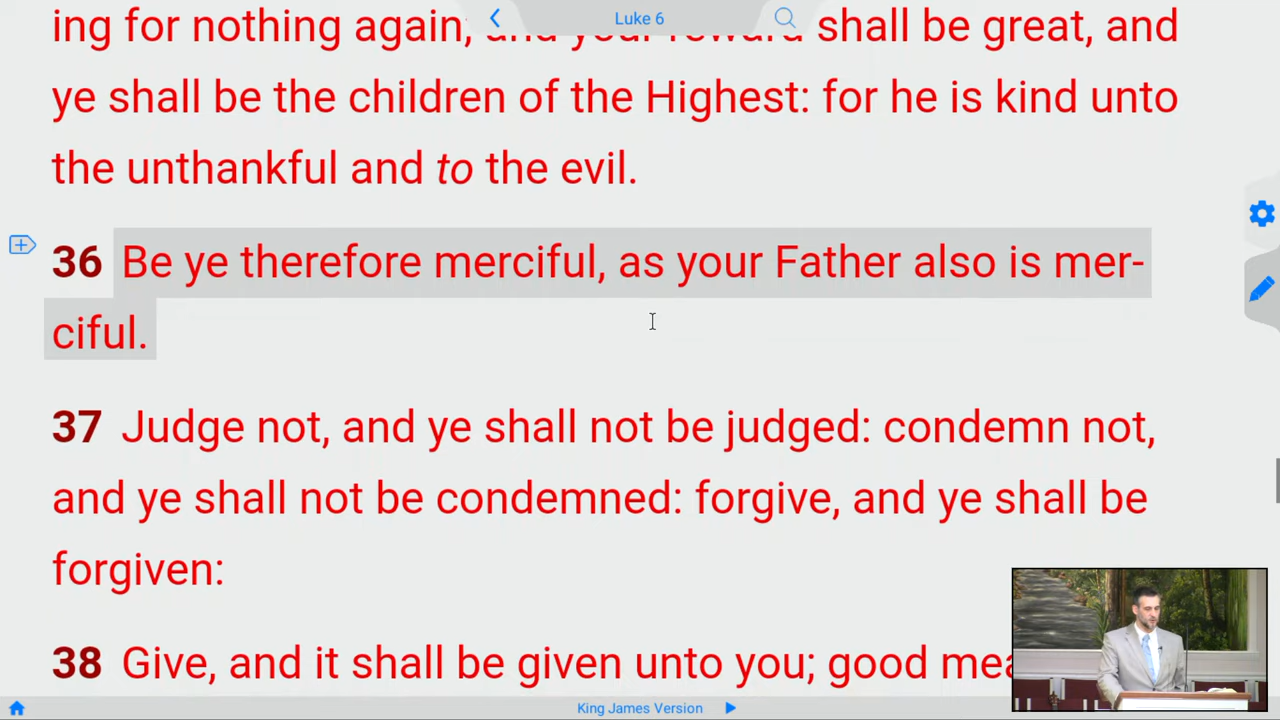 Luke 6
ing for nothing again, and your reward shall be great, and
ye shall be the children of the Highest: for he is kind unto
the unthankful and to the evil.
36 Be ye therefore merciful, as your Father also is mer-
ciful.
37 Judge not, and ye shall not be judged: condemn not,
and ye shall not be condemned: forgive, and ye shall be
forgiven:
38 Give, and it shall be given unto you; good
King James Version